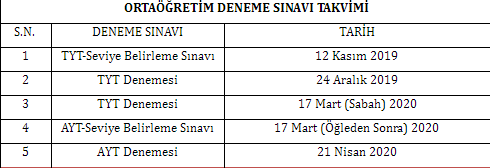 ORTAÖĞRETİM DENEME SINAVI TAKVİMİ
S.N. DENEME SINAVI TARİH
1 TYT-Seviye Belirleme Sınavı 12 Kasım 2019
2 TYT Denemesi 24 Aralık 2019
3 TYT Denemesi 17 Mart (Sabah) 2020
4 AYT-Seviye Belirleme Sınavı 17 Mart (Öğleden Sonra) 2020
5 AYT Denemesi 21 Nisan 2020